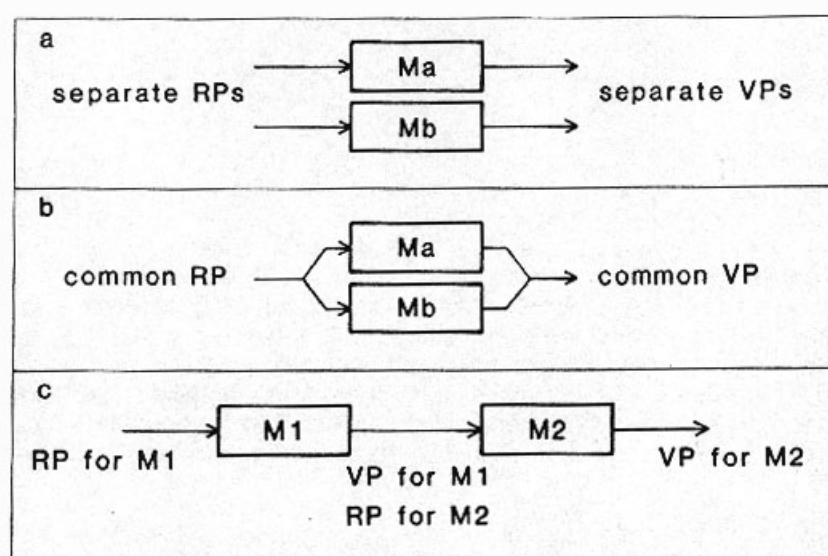 a
Ma
separate RPs
separate VPs
Mb
b
Ma
common RP
common VP
Mb
c
M1
M2
RP for M1
VP for M1
VP for M2
RP for M2